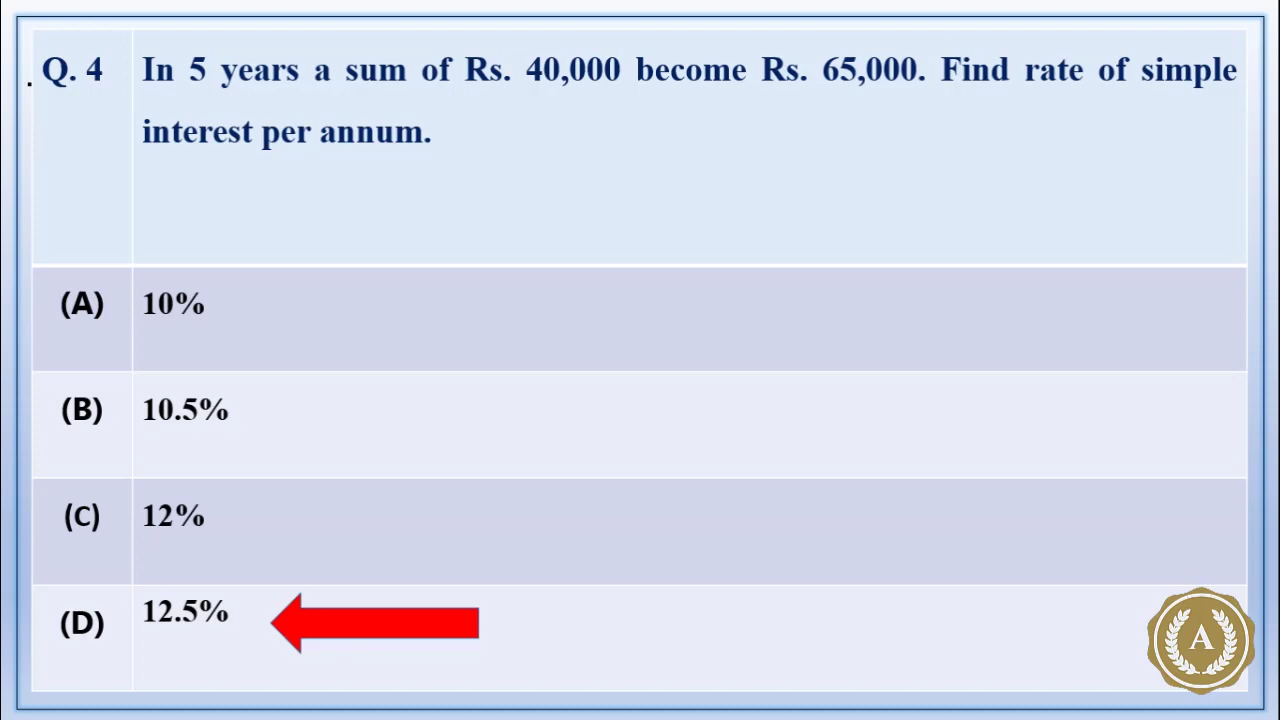 Q. 4 In 5 years a sum of Rs. 40,000 become Rs. 65,000. Find rate of simple
interest per annum.
(A) 10%
(B) 10.5%
(C) 12%
(D) 12.5%
A